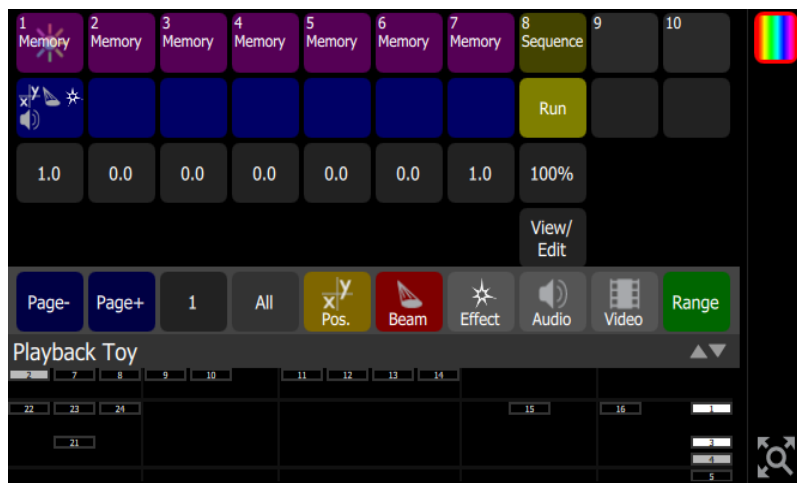 1 2 3 4 5 6 7 8 9 10
Memory Memory Memory Memory Memory Memory Memory Sequence
x y Run
1.0 0.0 0.0 0.0 0.0 0.0 1.0 100%
View/
Edit
Page- Page+ 1 All x y Pos. Beam Effect Audio Video Range
Playback Toy
2 7 8 9 10 11 12 13 14
22 23 24 15 16 1
21 3
4
5